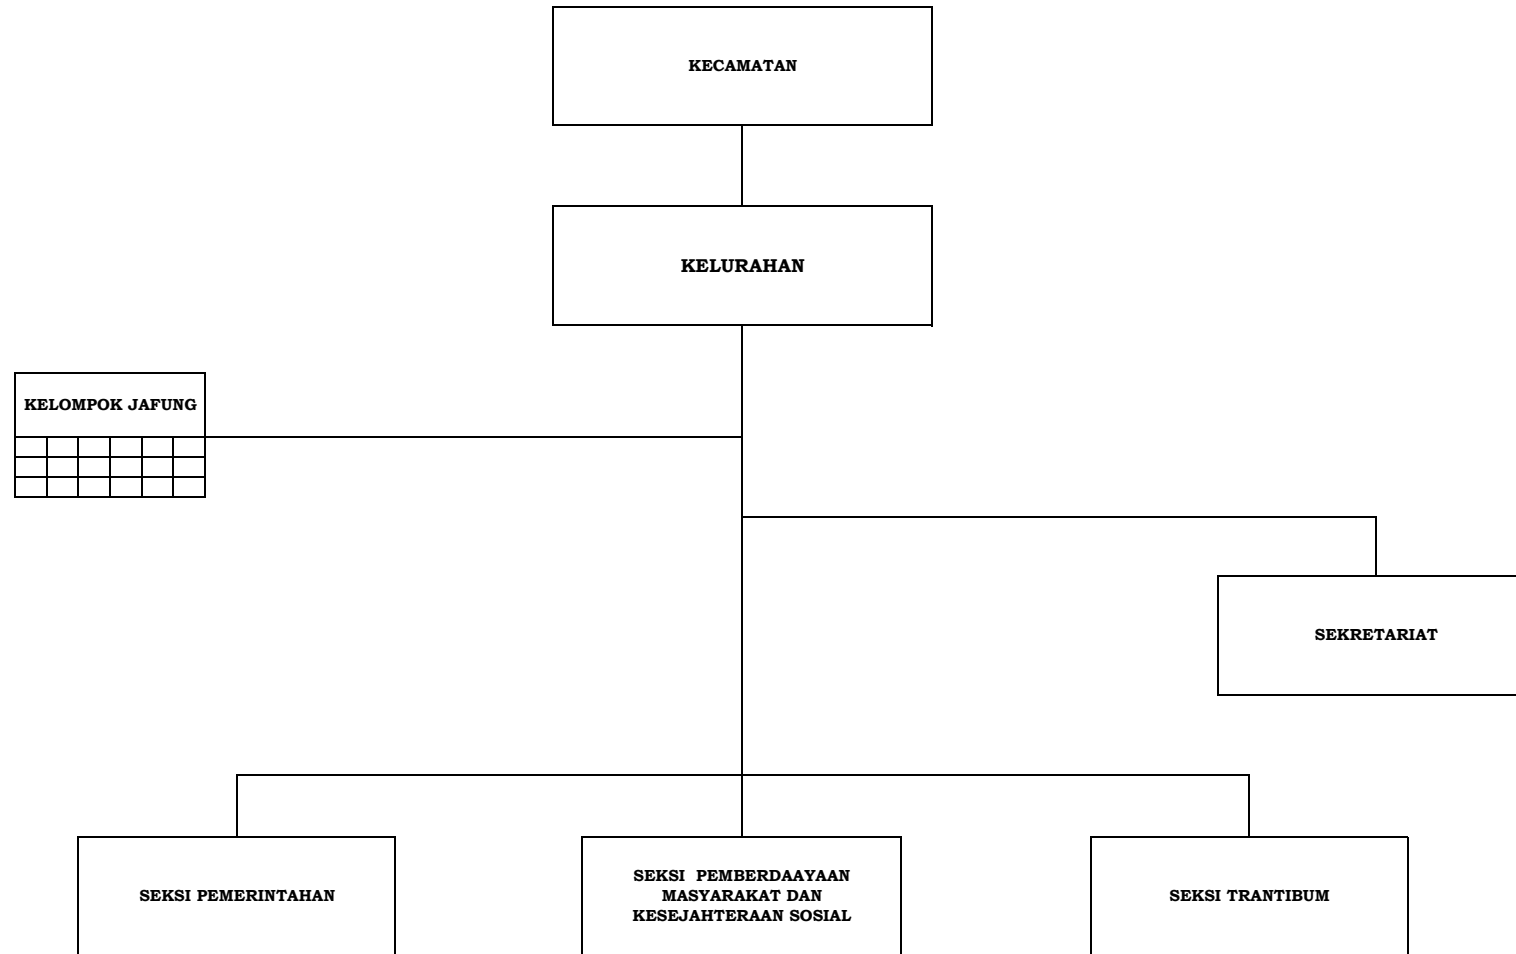 KECAMATAN
KELURAHAN
KELOMPOK JAFUNG
SEKRETARIAT
SEKSI PEMERINTAHAN
SEKSI  PEMBERDAAYAAN
MASYARAKAT DAN
KESEJAHTERAAN SOSIAL
SEKSI TRANTIBUM